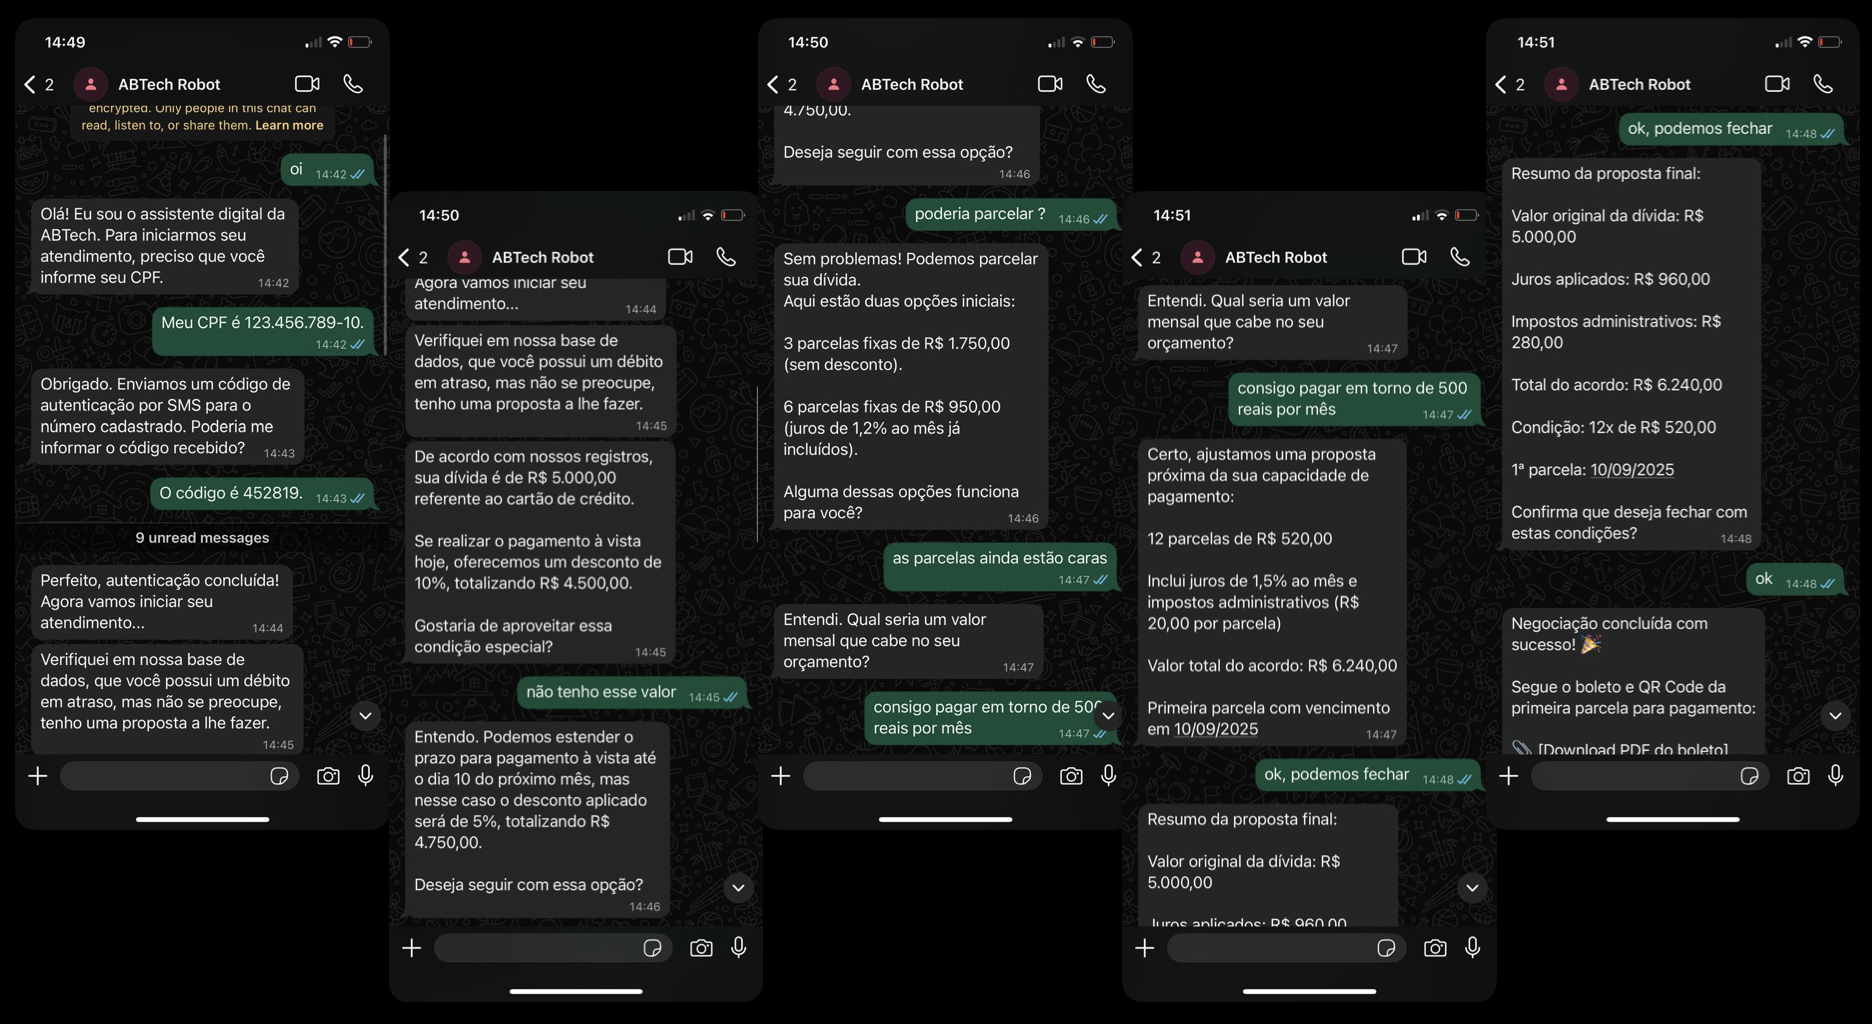 14:49
2
ABTech Robot
encrypted. Only people in this chat can
read, listen to, or share them. Learn more
oi 14:42
Olá! Eu sou o assistente digital da
ABTech. Para iniciarmos seu
atendimento, preciso que você
informe seu CPF.
14:42
Meu CPF é 123.456.789-10.
14:42
Obrigado. Enviamos um código de
autenticação por SMS para o
número cadastrado. Poderia me
informar o código recebido?
14:43
O código é 452819. 14:43
9 unread messages
Perfeito, autenticação concluída!
Agora vamos iniciar seu
atendimento...
14:44
Verifiquei em nossa base de
dados, que você possui um débito
em atraso, mas não se preocupe,
tenho uma proposta a lhe fazer.
14:45
14:50
2
ABTech Robot
Agora vamos iniciar seu
atendimento...
14:44
Verifiquei em nossa base de
dados, que você possui um débito
em atraso, mas não se preocupe,
tenho uma proposta a lhe fazer.
14:45
De acordo com nossos registros,
sua dívida é de R$ 5.000,00
referente ao cartão de crédito.
Se realizar o pagamento à vista
hoje, oferecemos um desconto de
10%, totalizando R$ 4.500,00.
Gostaria de aproveitar essa
condição especial?
14:45
não tenho esse valor 14:45
Entendo. Podemos estender o
prazo para pagamento à vista até
o dia 10 do próximo mês, mas
nesse caso o desconto aplicado
será de 5%, totalizando R$
4.750,00.
Deseja seguir com essa opção?
14:46
14:50
2
ABTech Robot
4.750,00.
Deseja seguir com essa opção?
14:46
poderia parcelar ? 14:46
Sem problemas! Podemos parcelar
sua dívida.
Aqui estão duas opções iniciais:
3 parcelas fixas de R$ 1.750,00
(sem desconto).
6 parcelas fixas de R$ 950,00
(juros de 1,2% ao mês já
incluídos).
Alguma dessas opções funciona
para você?
14:46
as parcelas ainda estão caras
14:47
Entendi. Qual seria um valor
mensal que cabe no seu
orçamento?
14:47
consigo pagar em torno de 500
reais por mês
14:47
14:51
2
ABTech Robot
Entendi. Qual seria um valor
mensal que cabe no seu
orçamento?
14:47
consigo pagar em torno de 500
reais por mês
14:47
Certo, ajustamos uma proposta
próxima da sua capacidade de
pagamento:
12 parcelas de R$ 520,00
Inclui juros de 1,5% ao mês e
impostos administrativos (R$
20,00 por parcela)
Valor total do acordo: R$ 6.240,00
Primeira parcela com vencimento
em 10/09/2025
14:47
ok, podemos fechar 14:48
Resumo da proposta final:
Valor original da dívida: R$
5.000,00
Juros aplicados: R$ 960,00
14:51
2
ABTech Robot
ok, podemos fechar 14:48
Resumo da proposta final:
Valor original da dívida: R$
5.000,00
Juros aplicados: R$ 960,00
Impostos administrativos: R$
280,00
Total do acordo: R$ 6.240,00
Condição: 12x de R$ 520,00
1ª parcela: 10/09/2025
Confirma que deseja fechar com
estas condições?
14:48
ok 14:48
Negociação concluída com
sucesso! 🎉
Segue o boleto e QR Code da
primeira parcela para pagamento:
📎 [Download PDF do boleto]